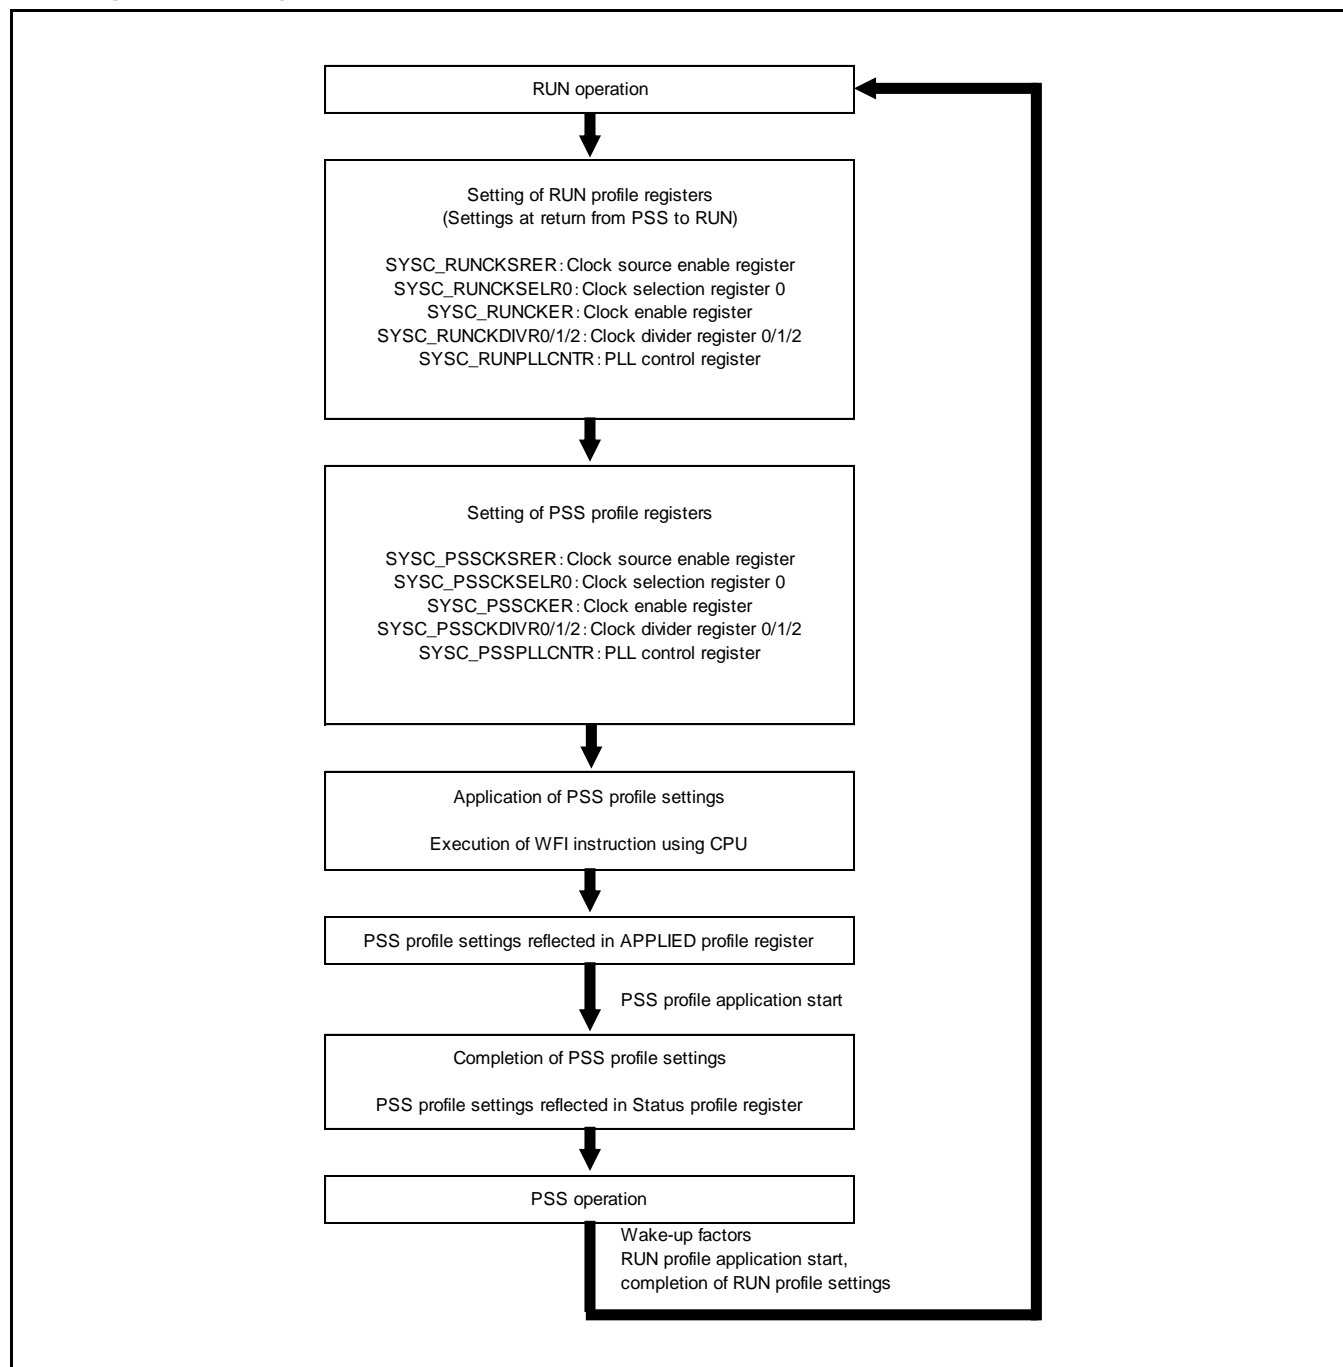 RUN operation
Setting of RUN profile registers
(Settings at return from PSS to RUN)
SYSC_RUNCKSRER: Clock source enable register
SYSC_RUNCKSELR0: Clock selection register 0
SYSC_RUNCKER: Clock enable register
SYSC_RUNCKDIVR0/1/2: Clock divider register 0/1/2
SYSC_RUNPLLCNTR: PLL control register
Setting of PSS profile registers
SYSC_PSSCKSRER: Clock source enable register
SYSC_PSSCKSELR0: Clock selection register 0
SYSC_PSSCKER: Clock enable register
SYSC_PSSCKDIVR0/1/2: Clock divider register 0/1/2
SYSC_PSSPLLCNTR: PLL control register
Application of PSS profile settings
Execution of WFI instruction using CPU
PSS profile settings reflected in APPLIED profile register
PSS profile application start
Completion of PSS profile settings
PSS profile settings reflected in Status profile register
PSS operation
Wake-up factors
RUN profile application start,
completion of RUN profile settings